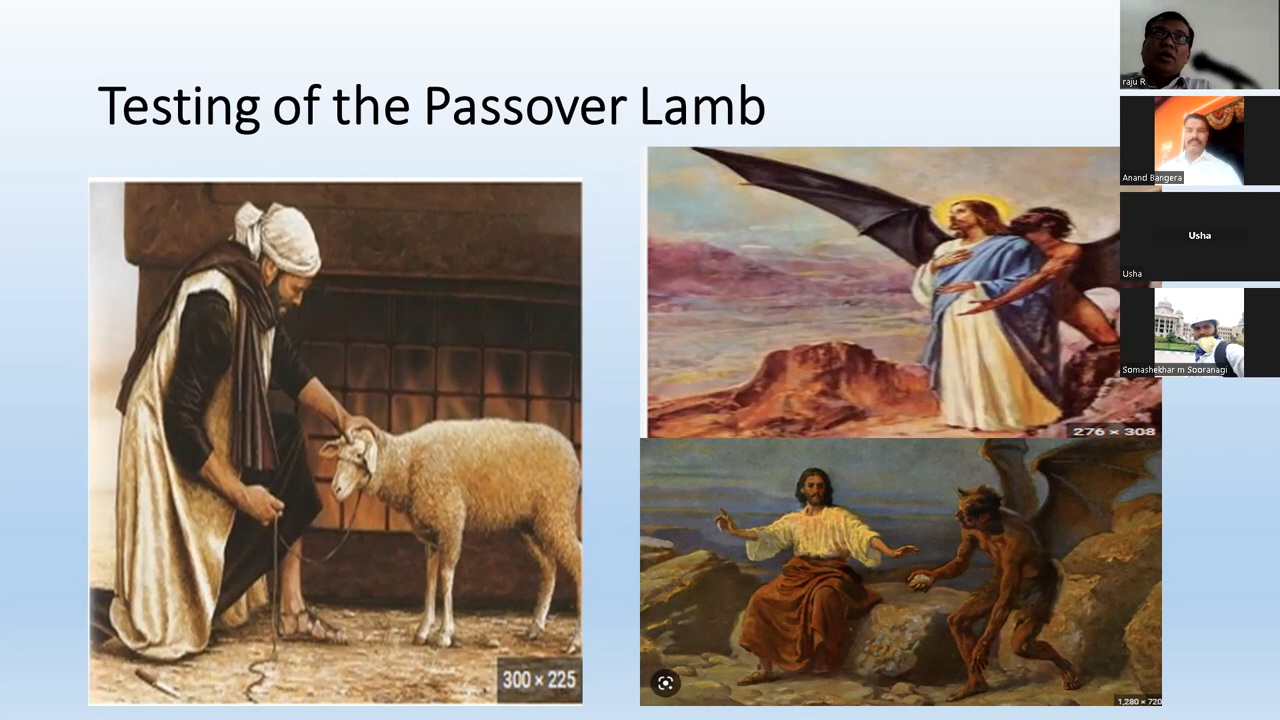 Testing of the Passover Lamb
300 × 225
276 × 308
1,280 × 720
raju R
Anand Bangera
Usha
Usha
Somashekhar m Sooranagi